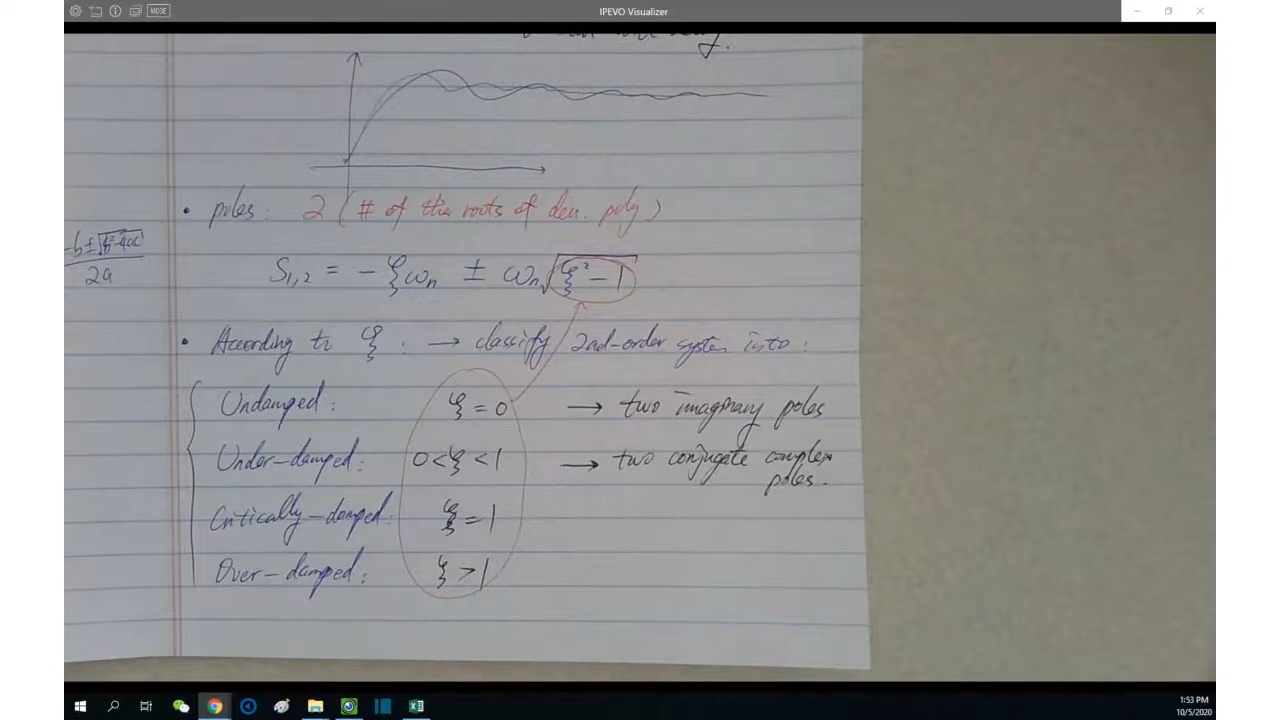 IPEVO Visualizer
MODE
• poles: 2 (# of the roots of den. poly)
-b±√b²-4ac
2a
S1,2 = -ξωn ± ωn√ξ²-1
• According to ξ : → classify 2nd-order system into:
Undamped: ξ = 0 → two imaginary poles
Under-damped: 0<ξ<1 → two conjugate complex
poles.
Critically-damped: ξ = 1
Over-damped: ξ > 1
1:53 PM
10/5/2020